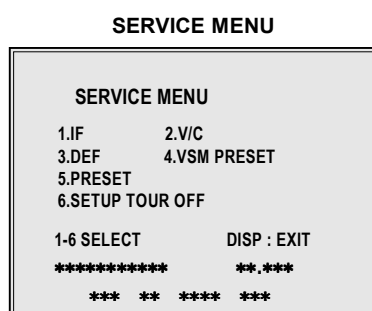 SERVICE MENU
SERVICE MENU
1.IF 2.V/C
3.DEF 4.VSM PRESET
5.PRESET
6.SETUP TOUR OFF
1-6 SELECT DISP : EXIT
*********** **.***
*** ** **** ***